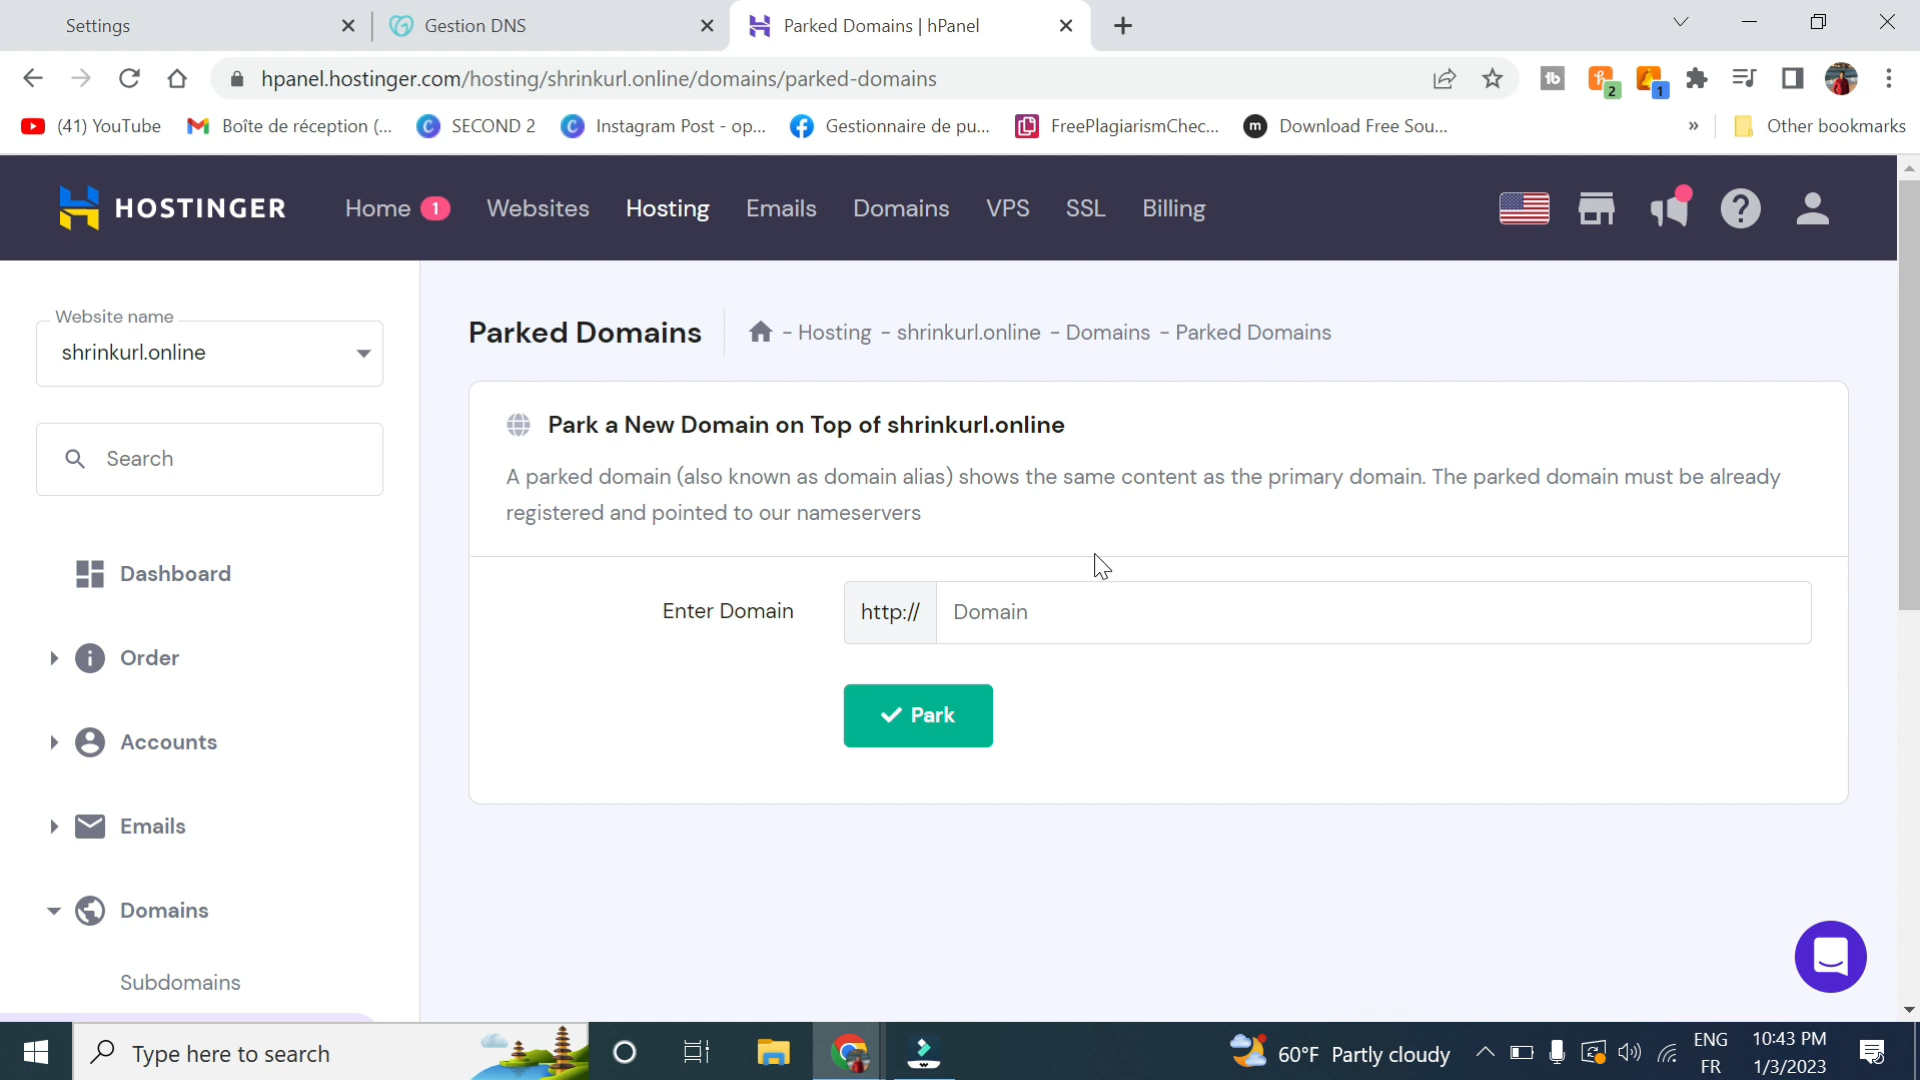 Settings
Gestion DNS
Parked Domains | hPanel
hpanel.hostinger.com/hosting/shrinkurl.online/domains/parked-domains
2
1
(41) YouTube
Boîte de réception (...
SECOND 2
Instagram Post - op...
Gestionnaire de pu...
FreePlagiarismChec...
Download Free Sou...
»
Other bookmarks
HOSTINGER
Home 1
Websites
Hosting
Emails
Domains
VPS
SSL
Billing
Website name
shrinkurl.online
Search
Dashboard
Order
Accounts
Emails
Domains
Subdomains
Parked Domains
- Hosting - shrinkurl.online - Domains - Parked Domains
Park a New Domain on Top of shrinkurl.online
A parked domain (also known as domain alias) shows the same content as the primary domain. The parked domain must be already
registered and pointed to our nameservers
Enter Domain
http://
Domain
Park
Type here to search
60°F Partly cloudy
ENG
FR
10:43 PM
1/3/2023